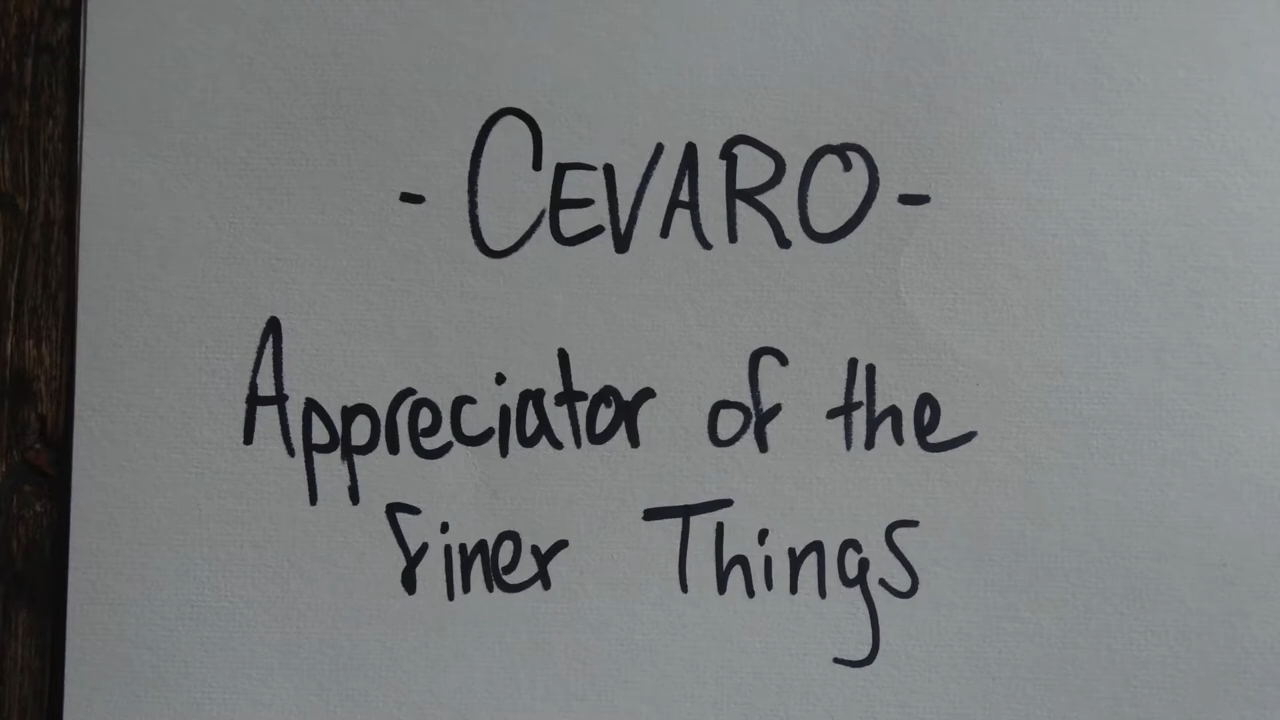 - CEVARO -
Appreciator of the
finer Things